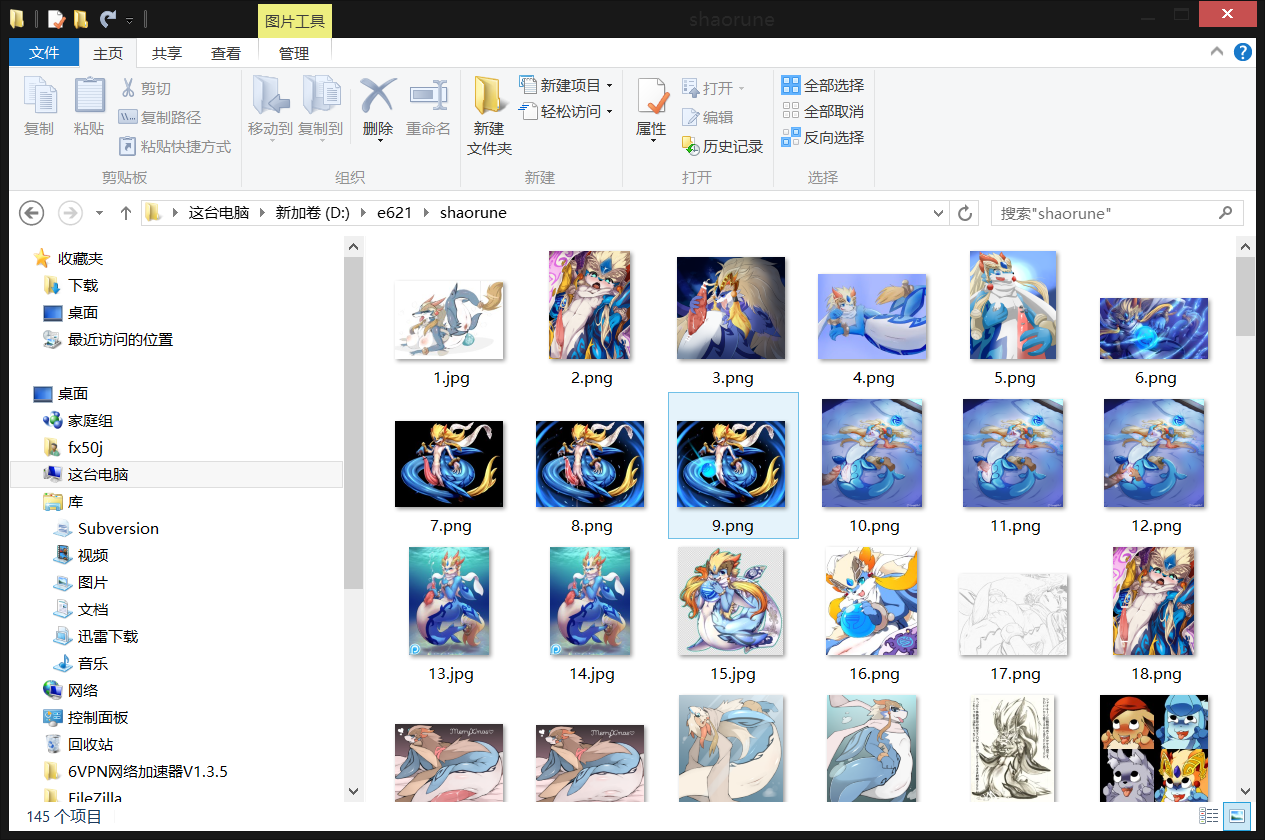 图片工具
shaorune
文件
主页
共享
查看
管理
复制
粘贴
剪切
复制路径
粘贴快捷方式
剪贴板
移动到
复制到
删除
重命名
组织
新建
文件夹
新建项目
轻松访问
新建
属性
打开
编辑
历史记录
打开
全部选择
全部取消
反向选择
选择
这台电脑
新加卷 (D:)
e621
shaorune
搜索"shaorune"
收藏夹
下载
桌面
最近访问的位置
桌面
家庭组
fx50j
这台电脑
库
Subversion
视频
图片
文档
迅雷下载
音乐
网络
控制面板
回收站
6VPN网络加速器V1.3.5
FileZilla
1.jpg
2.png
3.png
4.png
5.png
6.png
7.png
8.png
9.png
10.png
11.png
12.png
13.jpg
14.jpg
15.jpg
16.png
17.png
18.png
MerryXmas
MerryXmas
145 个项目